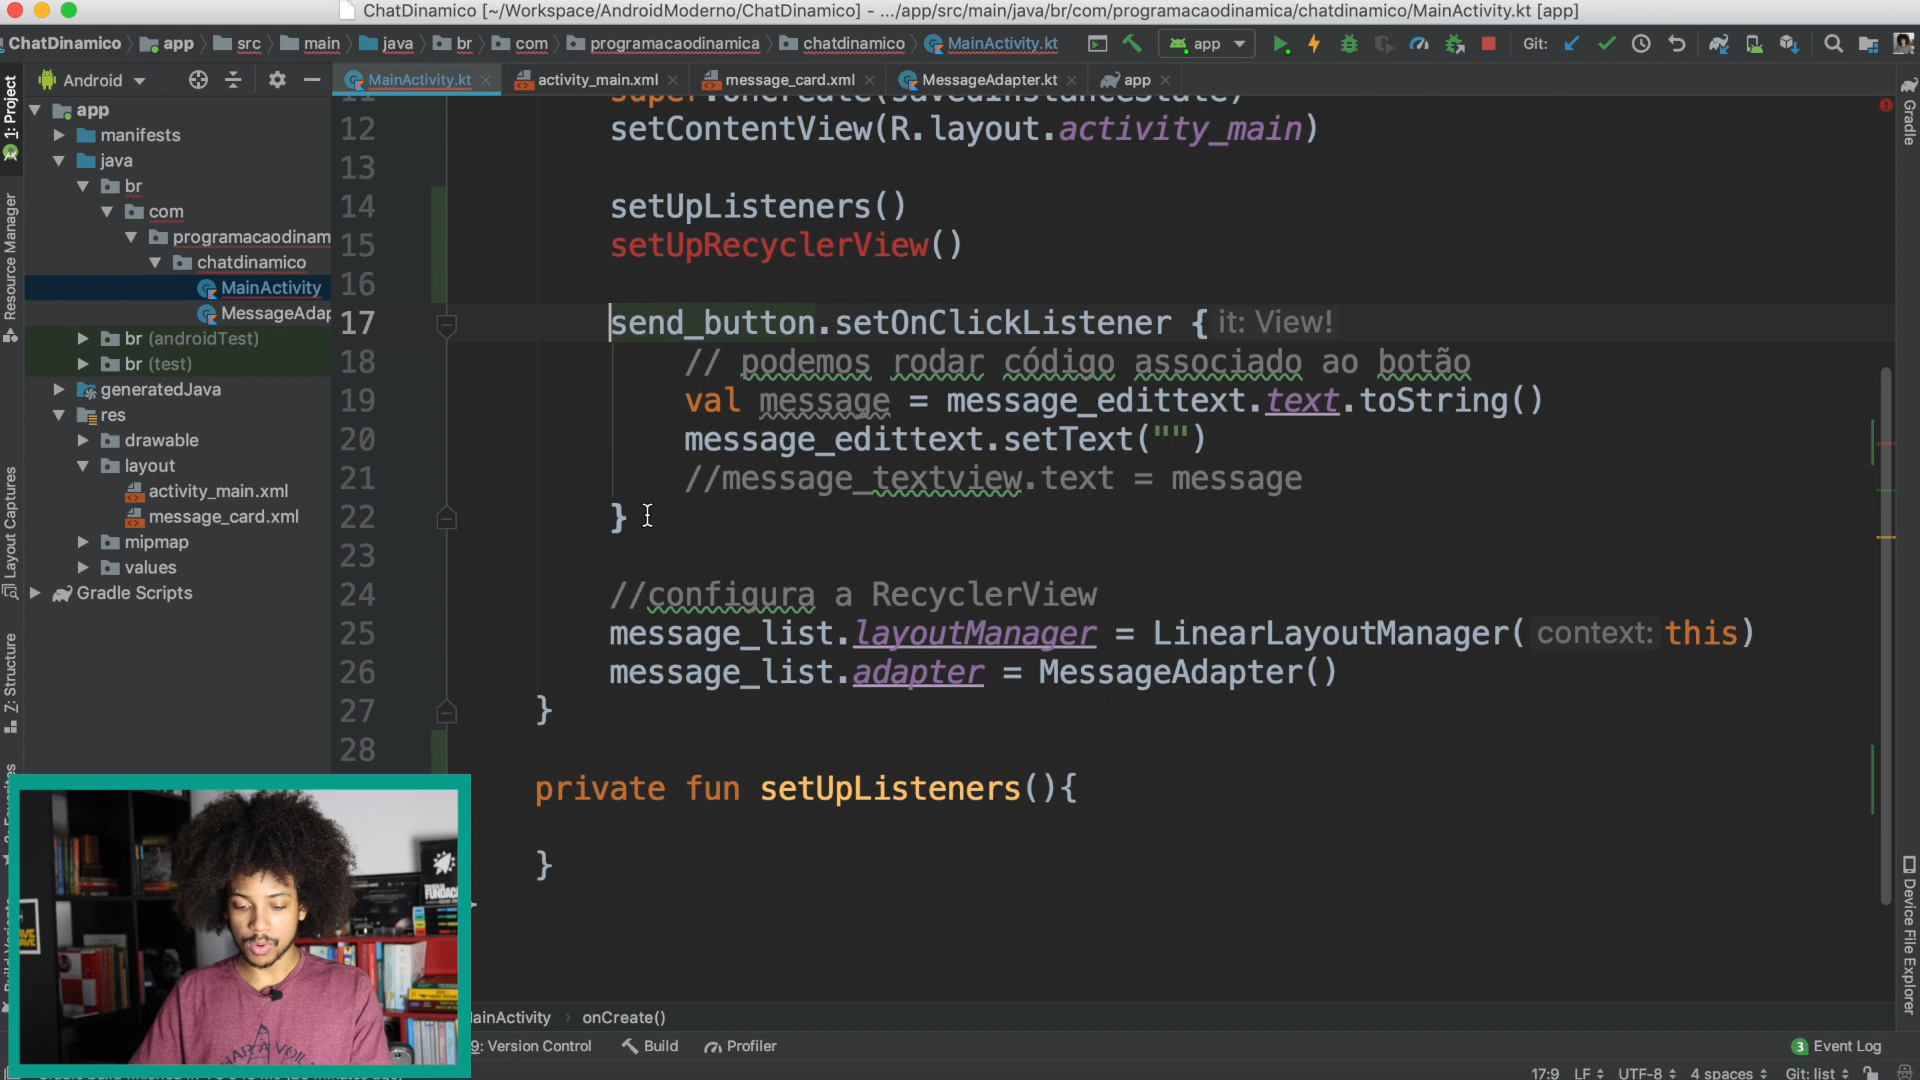 ChatDinamico [~/Workspace/AndroidModerno/ChatDinamico] - .../app/src/main/java/br/com/programacaodinamica/chatdinamico/MainActivity.kt [app]
ChatDinamico app src main java br com programacaodinamica chatdinamico MainActivity.kt app Git:
Android MainActivity.kt activity_main.xml message_card.xml MessageAdapter.kt app
1: Project
Resource Manager
Layout Captures
Z: Structure
app
manifests
java
br
com
programacaodinam
chatdinamico
MainActivity
MessageAdap
br (androidTest)
br (test)
generatedJava
res
drawable
layout
activity_main.xml
message_card.xml
mipmap
values
Gradle Scripts
super.onCreate(savedInstanceState)
12 setContentView(R.layout.activity_main)
13
14 setUpListeners()
15 setUpRecyclerView()
16
17 send_button.setOnClickListener { it: View!
18 // podemos rodar código associado ao botão
19 val message = message_edittext.text.toString()
20 message_edittext.setText("")
21 //message_textview.text = message
22 }
23
24 //configura a RecyclerView
25 message_list.layoutManager = LinearLayoutManager( context: this)
26 message_list.adapter = MessageAdapter()
27 }
28
private fun setUpListeners(){
}
Gradle
Device File Explorer
MainActivity › onCreate()
9: Version Control Build Profiler
3 Event Log
17:9 LF UTF-8 4 spaces Git: list